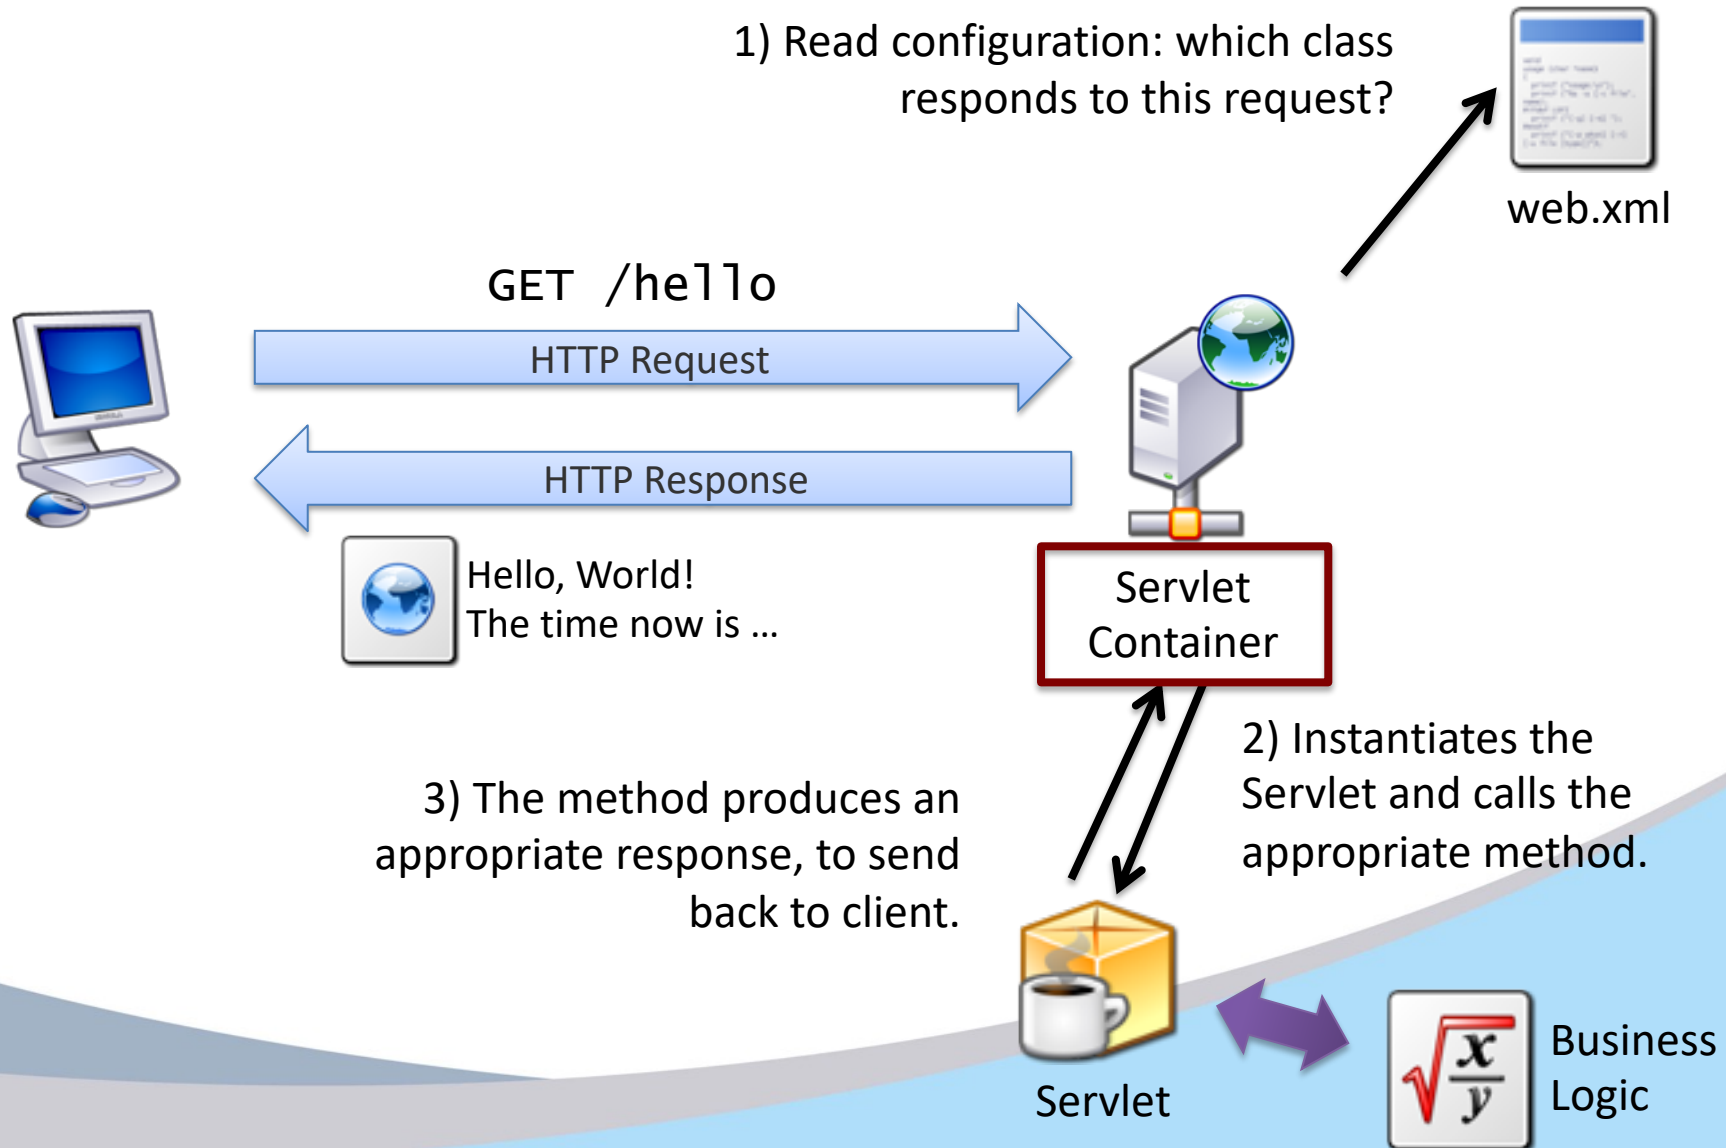 1) Read configuration: which class
responds to this request?
web.xml
GET /hello
HTTP Request
HTTP Response
Hello, World!
The time now is ...
Servlet
Container
2) Instantiates the
Servlet and calls the
appropriate method.
3) The method produces an
appropriate response, to send
back to client.
Servlet
x
y
Business
Logic